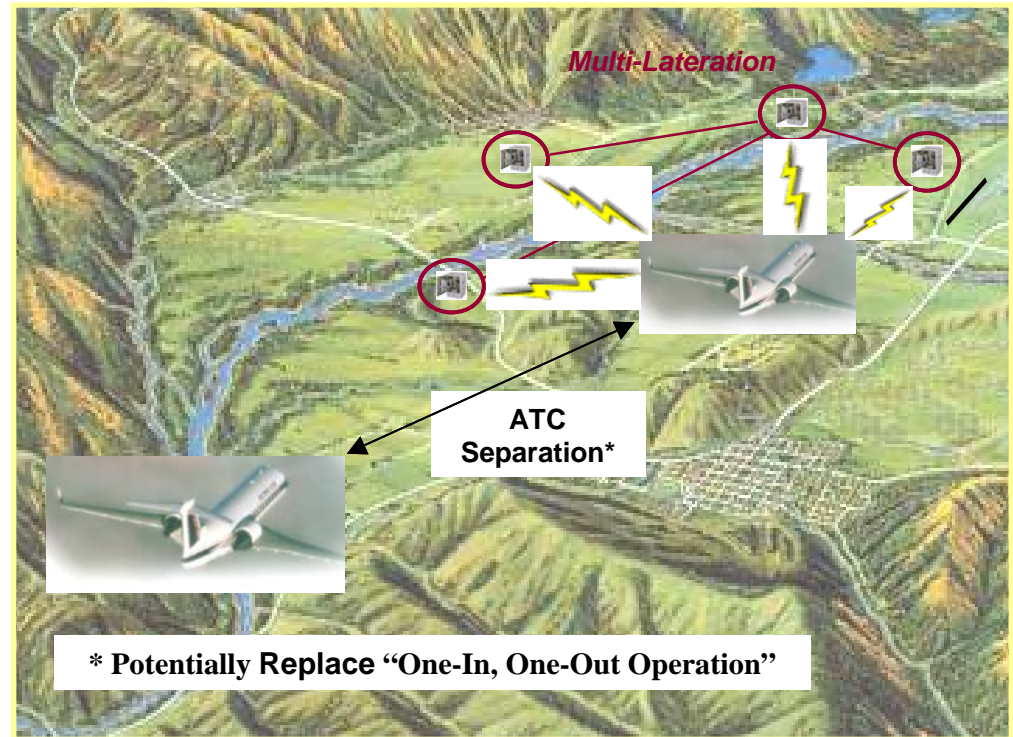 Multi-Lateration
ATC
Separation*
* Potentially Replace “One-In, One-Out Operation”